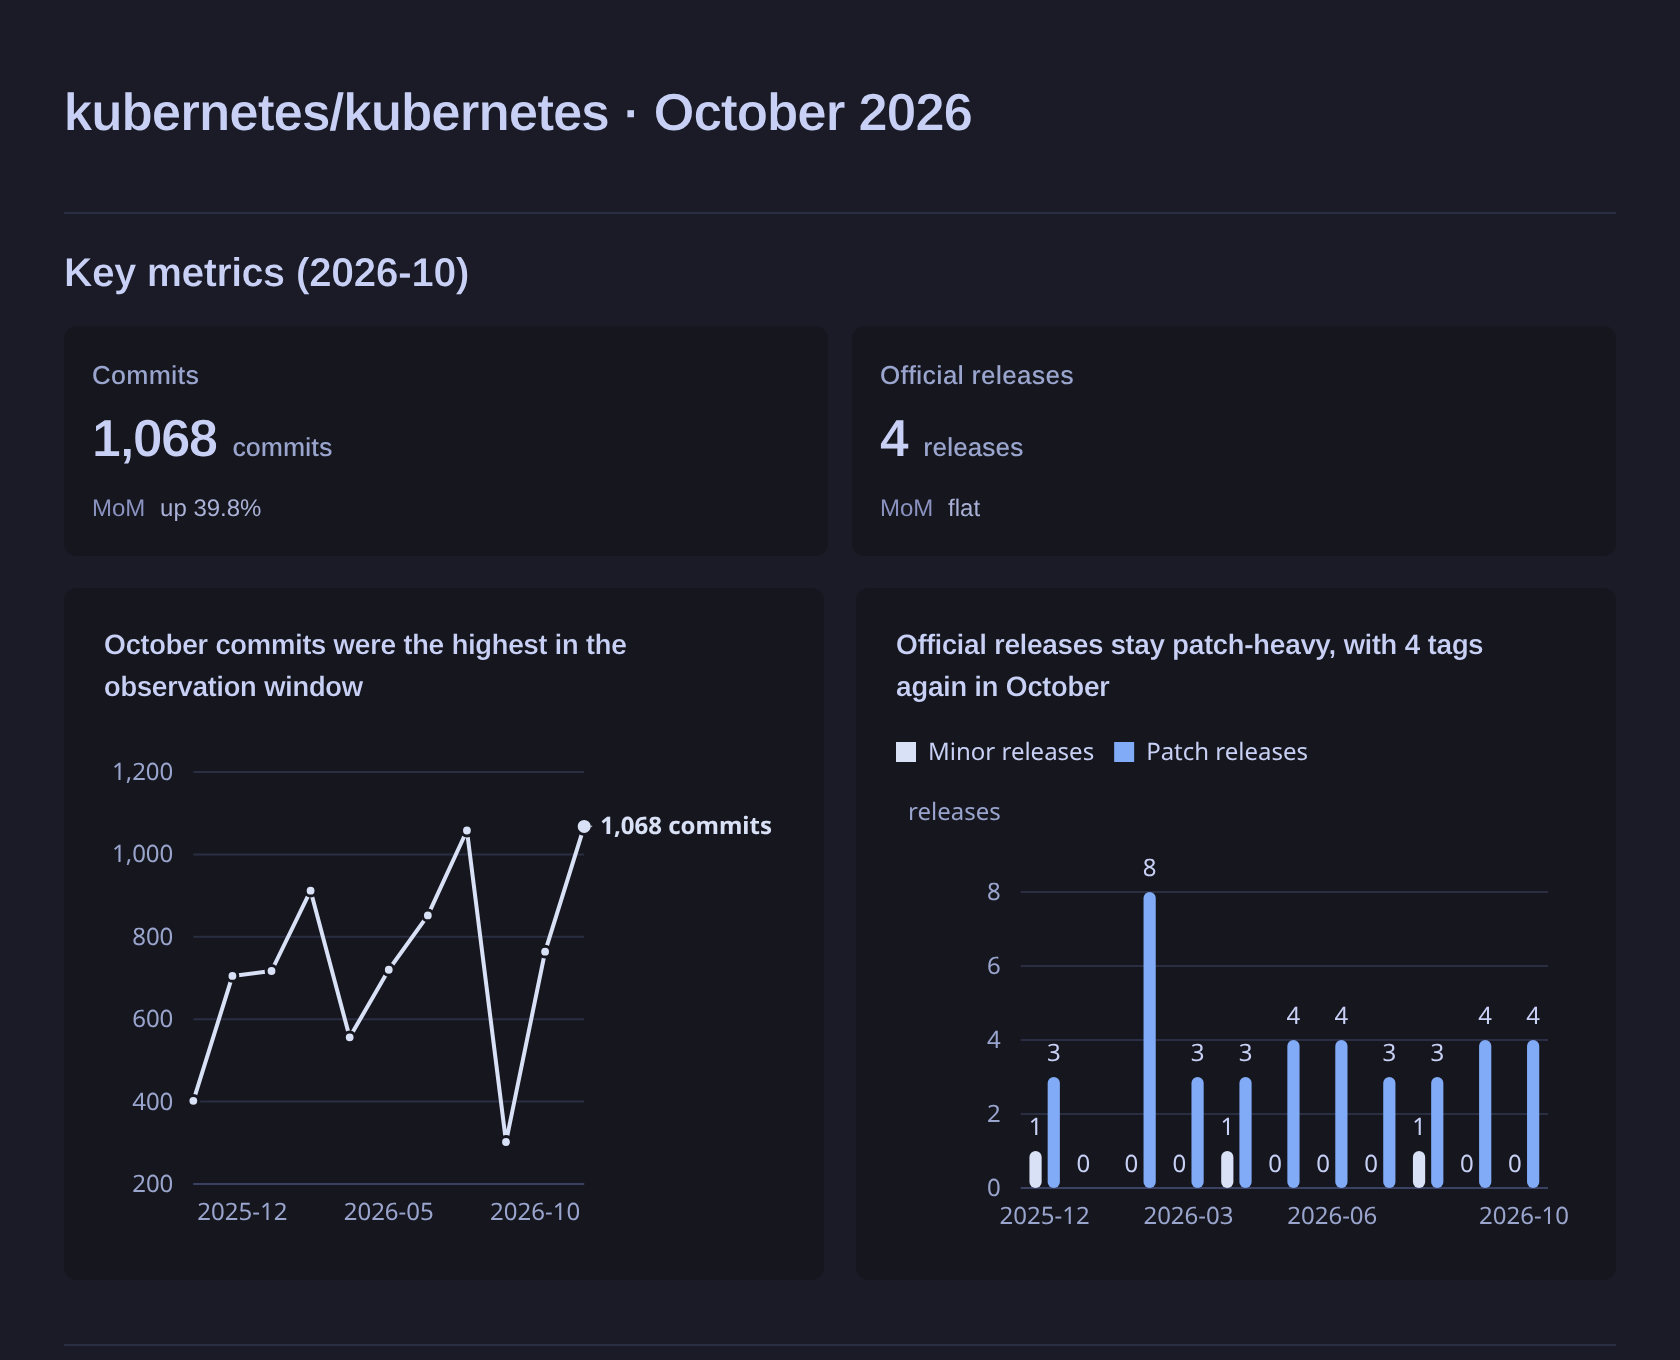 kubernetes/kubernetes · October 2026
Key metrics (2026-10)
Commits
1,068 commits
MoM up 39.8%
Official releases
4 releases
MoM flat
October commits were the highest in the
observation window
1,200
1,000
800
600
400
200
1,068 commits
2025-12 2026-05 2026-10
Official releases stay patch-heavy, with 4 tags
again in October
Minor releases Patch releases
releases
8
6
4
2
0
1 3 0 0 8 0 3 1 3 0 4 0 4 0 3 1 3 0 4 0 4
2025-12 2026-03 2026-06 2026-10